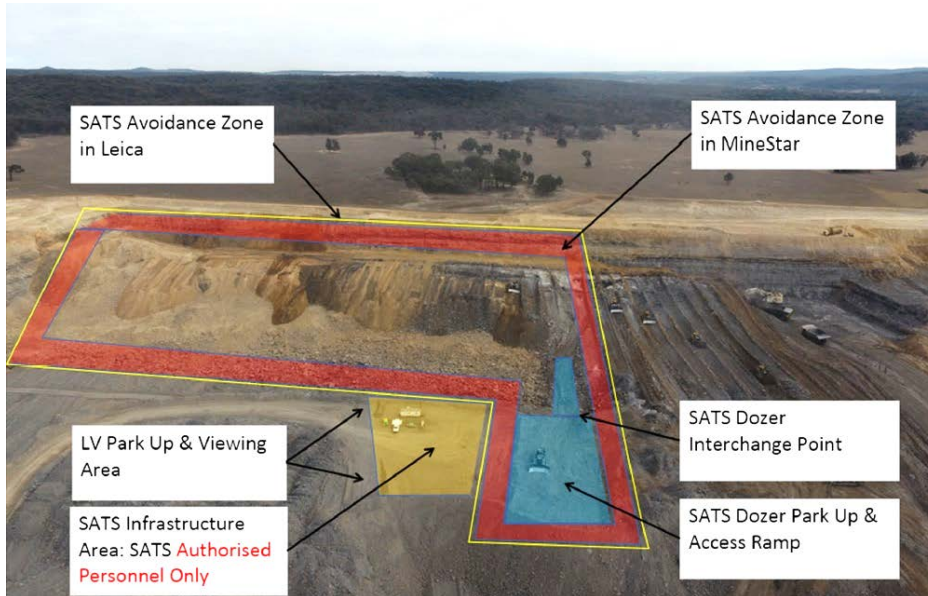 SATS Avoidance Zone
in Leica
SATS Avoidance Zone
in MineStar
LV Park Up & Viewing
Area
SATS Infrastructure
Area: SATS Authorised
Personnel Only
SATS Dozer
Interchange Point
SATS Dozer Park Up &
Access Ramp